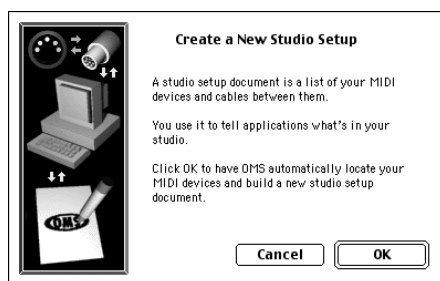 Create a New Studio Setup
A studio setup document is a list of your MIDI
devices and cables between them.
You use it to tell applications what's in your
studio.
Click OK to have OMS automatically locate your
MIDI devices and build a new studio setup
document.
OMS
Cancel
OK